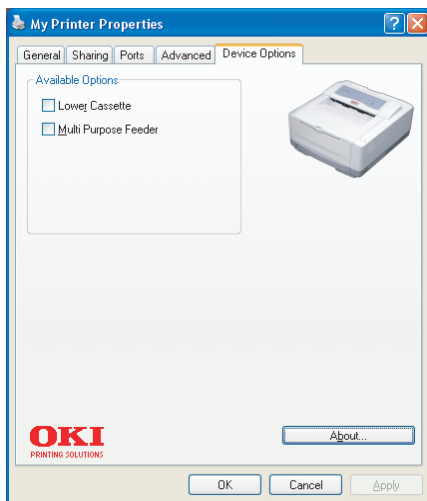 My Printer Properties
General Sharing Ports Advanced Device Options
Available Options
Lower Cassette
Multi Purpose Feeder
OKI
PRINTING SOLUTIONS
About...
OK Cancel Apply